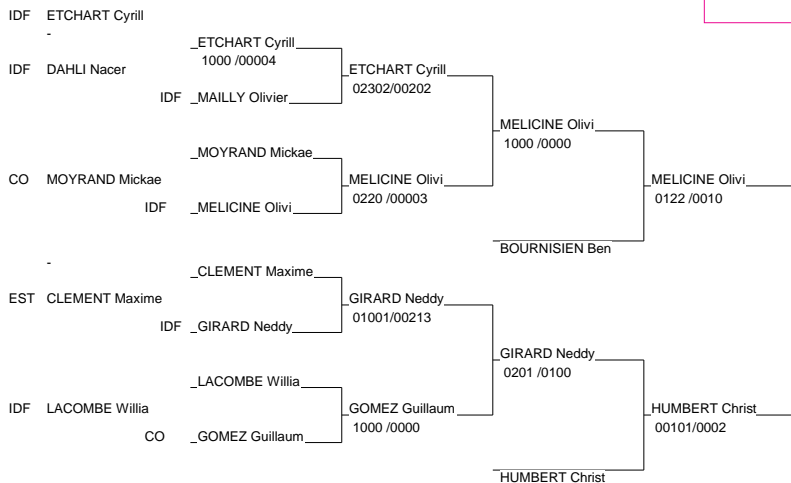 IDF ETCHART Cyrill
-
_ETCHART Cyrill
1000 /00004
IDF DAHLI Nacer
ETCHART Cyrill
02302/00202
IDF _MAILLY Olivier
MELICINE Olivi
1000 /0000
_MOYRAND Mickae
CO MOYRAND Mickae
MELICINE Olivi
0220 /00003
MELICINE Olivi
0122 /0010
IDF _MELICINE Olivi
BOURNISIEN Ben
-
_CLEMENT Maxime
EST CLEMENT Maxime
GIRARD Neddy
01001/00213
IDF _GIRARD Neddy
GIRARD Neddy
0201 /0100
_LACOMBE Willia
IDF LACOMBE Willia
GOMEZ Guillaum
1000 /0000
HUMBERT Christ
00101/0002
CO _GOMEZ Guillaum
HUMBERT Christ